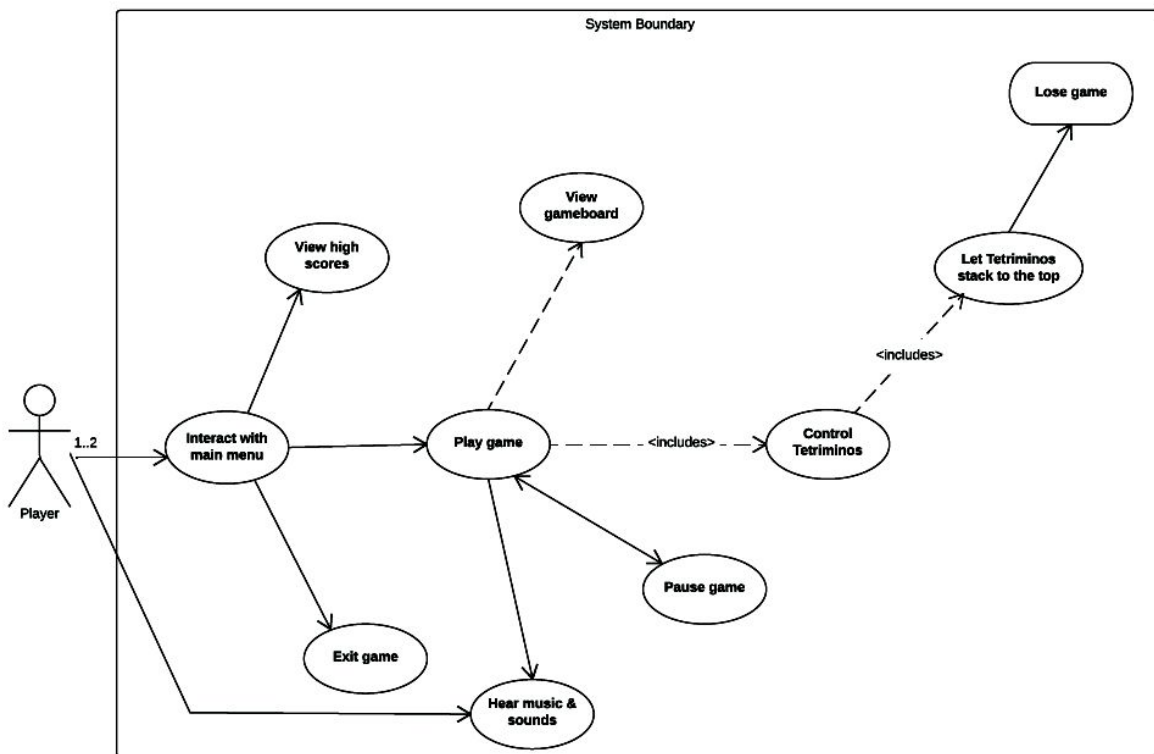 System Boundary
Lose game
View
gameboard
View high
scores
Let Tetriminos
stack to the top
<includes>
1..2
Interact with
main menu
Play game
<includes>
Control
Tetriminos
Player
Pause game
Exit game
Hear music &
sounds